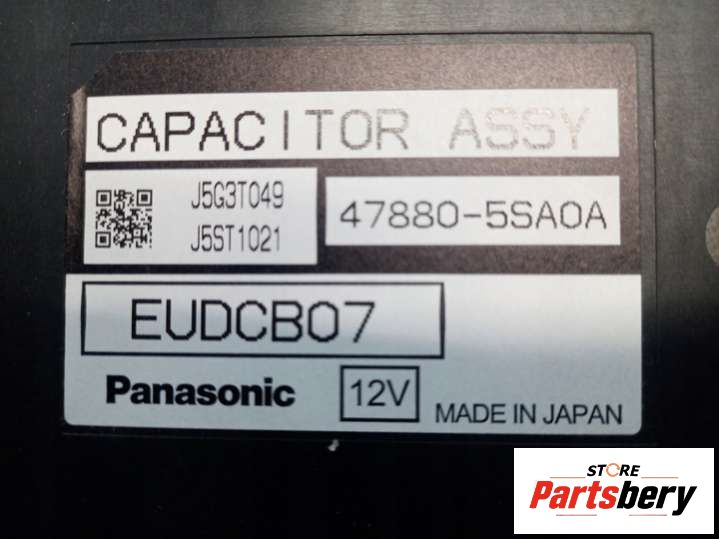 CAPACITOR ASSY
J5G3T049
J5ST1021
47880-5SA0A
EUDCB07
Panasonic
12V
MADE IN JAPAN
STORE
Partsbery